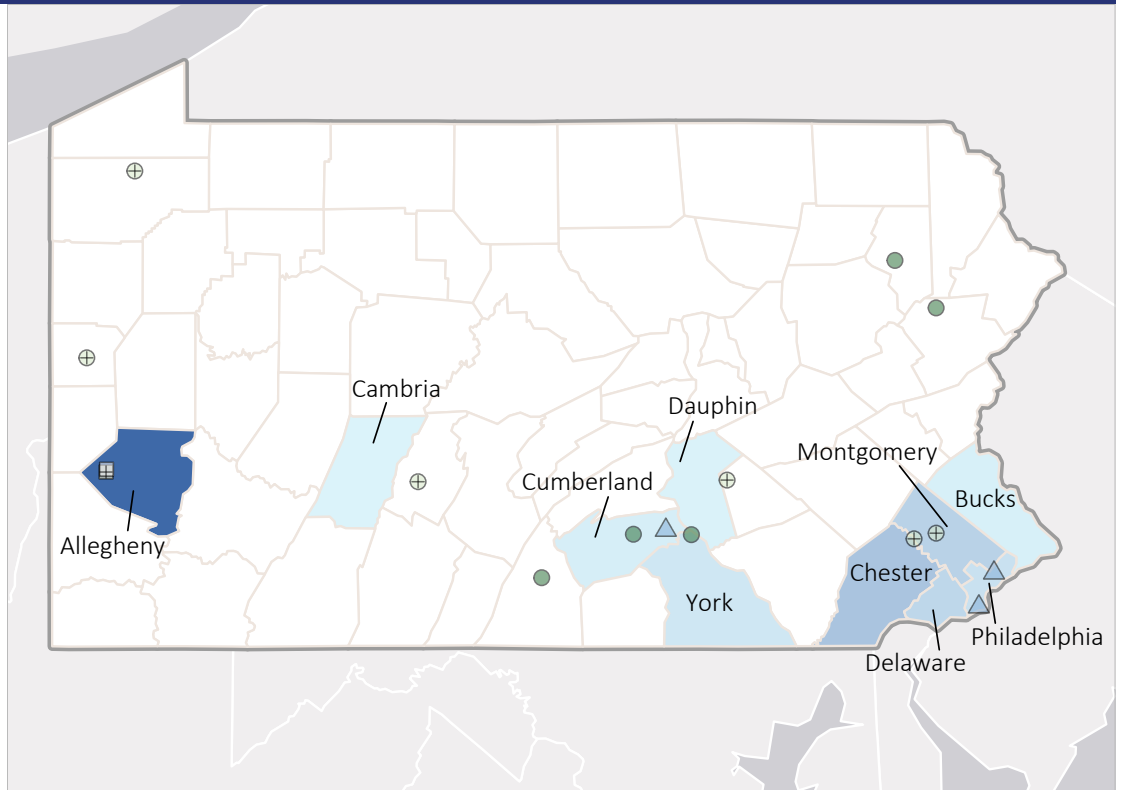 Cambria
Dauphin
Montgomery
Cumberland
Bucks
Allegheny
Chester
York
Philadelphia
Delaware